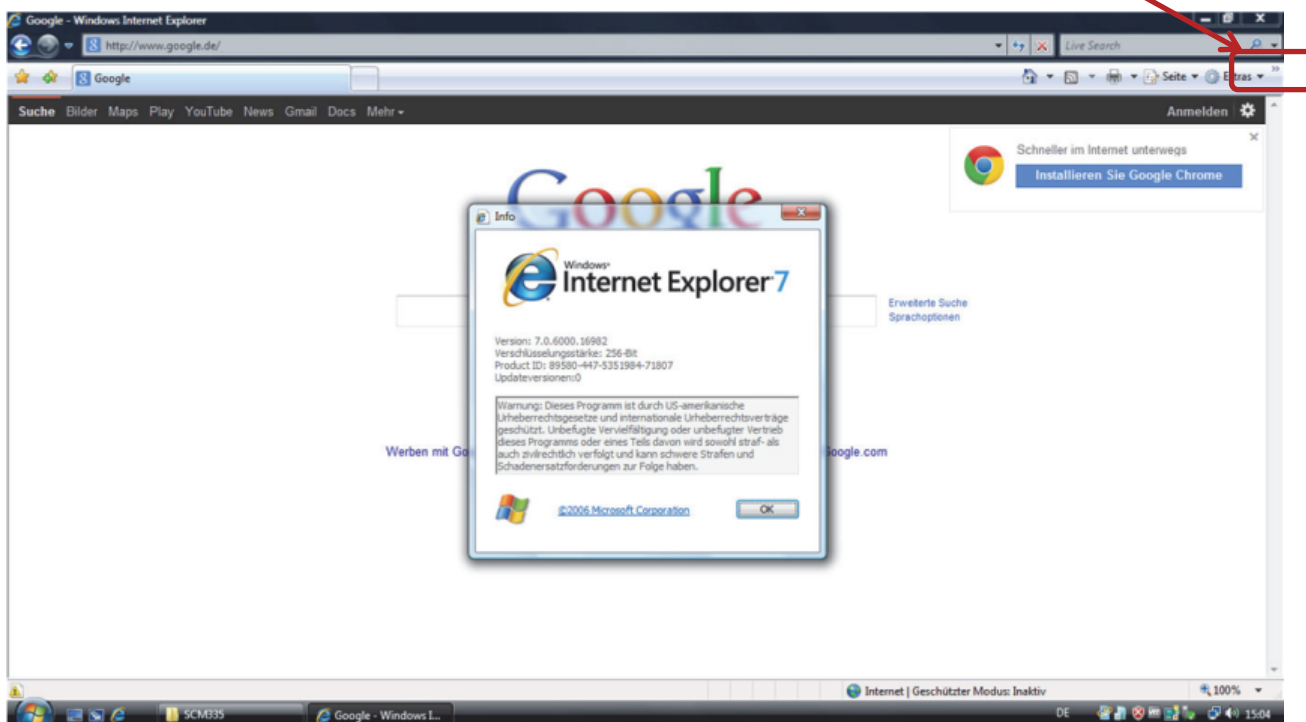 Google - Windows Internet Explorer
http://www.google.de/
Live Search
Google
Seite
Extras
Suche Bilder Maps Play YouTube News Gmail Docs Mehr
Anmelden
Schneller im Internet unterwegs
Installieren Sie Google Chrome
Google
Info
Windows®
Internet Explorer 7
Erweiterte Suche
Sprachoptionen
Version: 7.0.6000.16982
Verschlüsselungsstärke: 256-Bit
Product ID: 89580-447-5351984-71807
Updateversionen:0
Warnung: Dieses Programm ist durch US-amerikanische
Urheberrechtsgesetze und internationale Urheberrechtsverträge
geschützt. Unbefugte Vervielfältigung oder unbefugter Vertrieb
dieses Programms oder eines Teils davon wird sowohl straf- als
auch zivilrechtlich verfolgt und kann schwere Strafen und
Schadenersatzforderungen zur Folge haben.
Werben mit Go
Google.com
©2006 Microsoft Corporation
OK
Internet | Geschützter Modus: Inaktiv
100%
SCM335
Google - Windows I...
DE
15:04